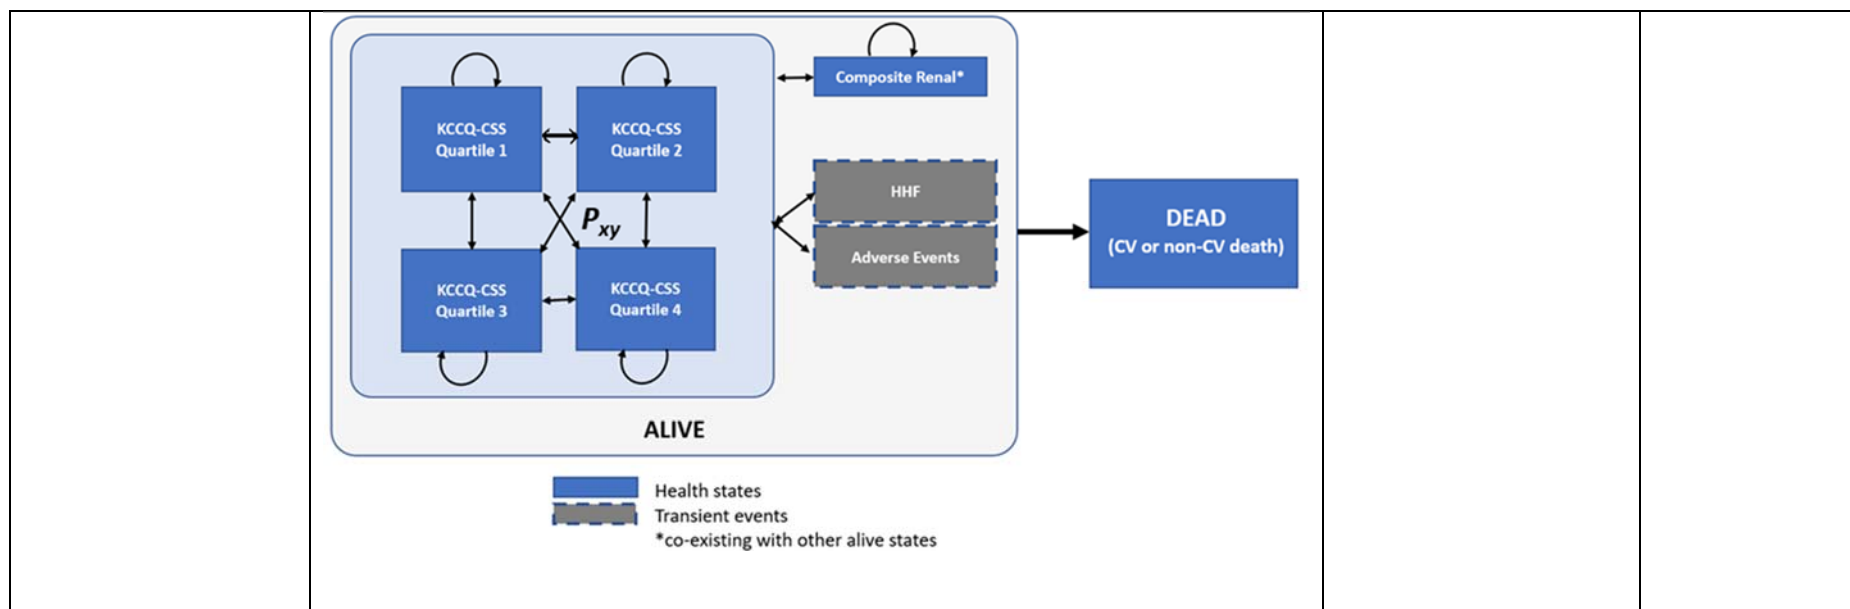 KCCQ-CSS
Quartile 1
KCCQ-CSS
Quartile 2
Pxy
KCCQ-CSS
Quartile 3
KCCQ-CSS
Quartile 4
Composite Renal*
HHF
Adverse Events
ALIVE
DEAD
(CV or non-CV death)
Health states
Transient events
*co-existing with other alive states